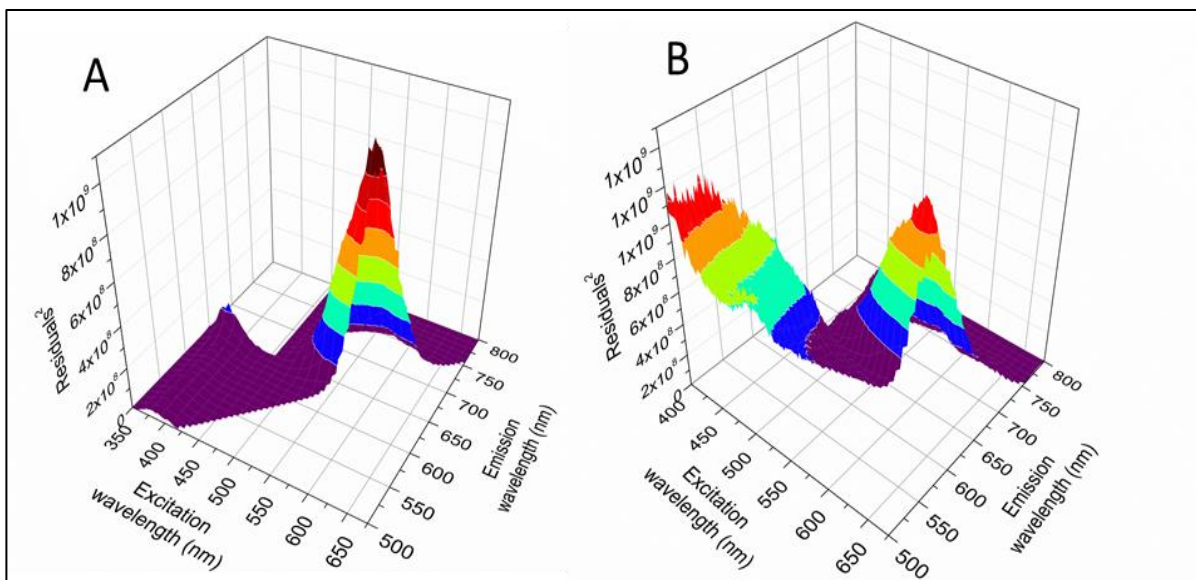 A
1x10⁹
8x10⁸
6x10⁸
4x10⁸
2x10⁸
0
Residuals²
350
400
450
500
550
600
650
Excitation
wavelength (nm)
500
550
600
650
700
750
800
Emission
wavelength (nm)
B
1x10⁹
1x10⁹
1x10⁹
8x10⁸
6x10⁸
4x10⁸
2x10⁸
0
Residuals²
400
450
500
550
600
650
Excitation
wavelength (nm)
500
550
600
650
700
750
800
Emission
wavelength (nm)